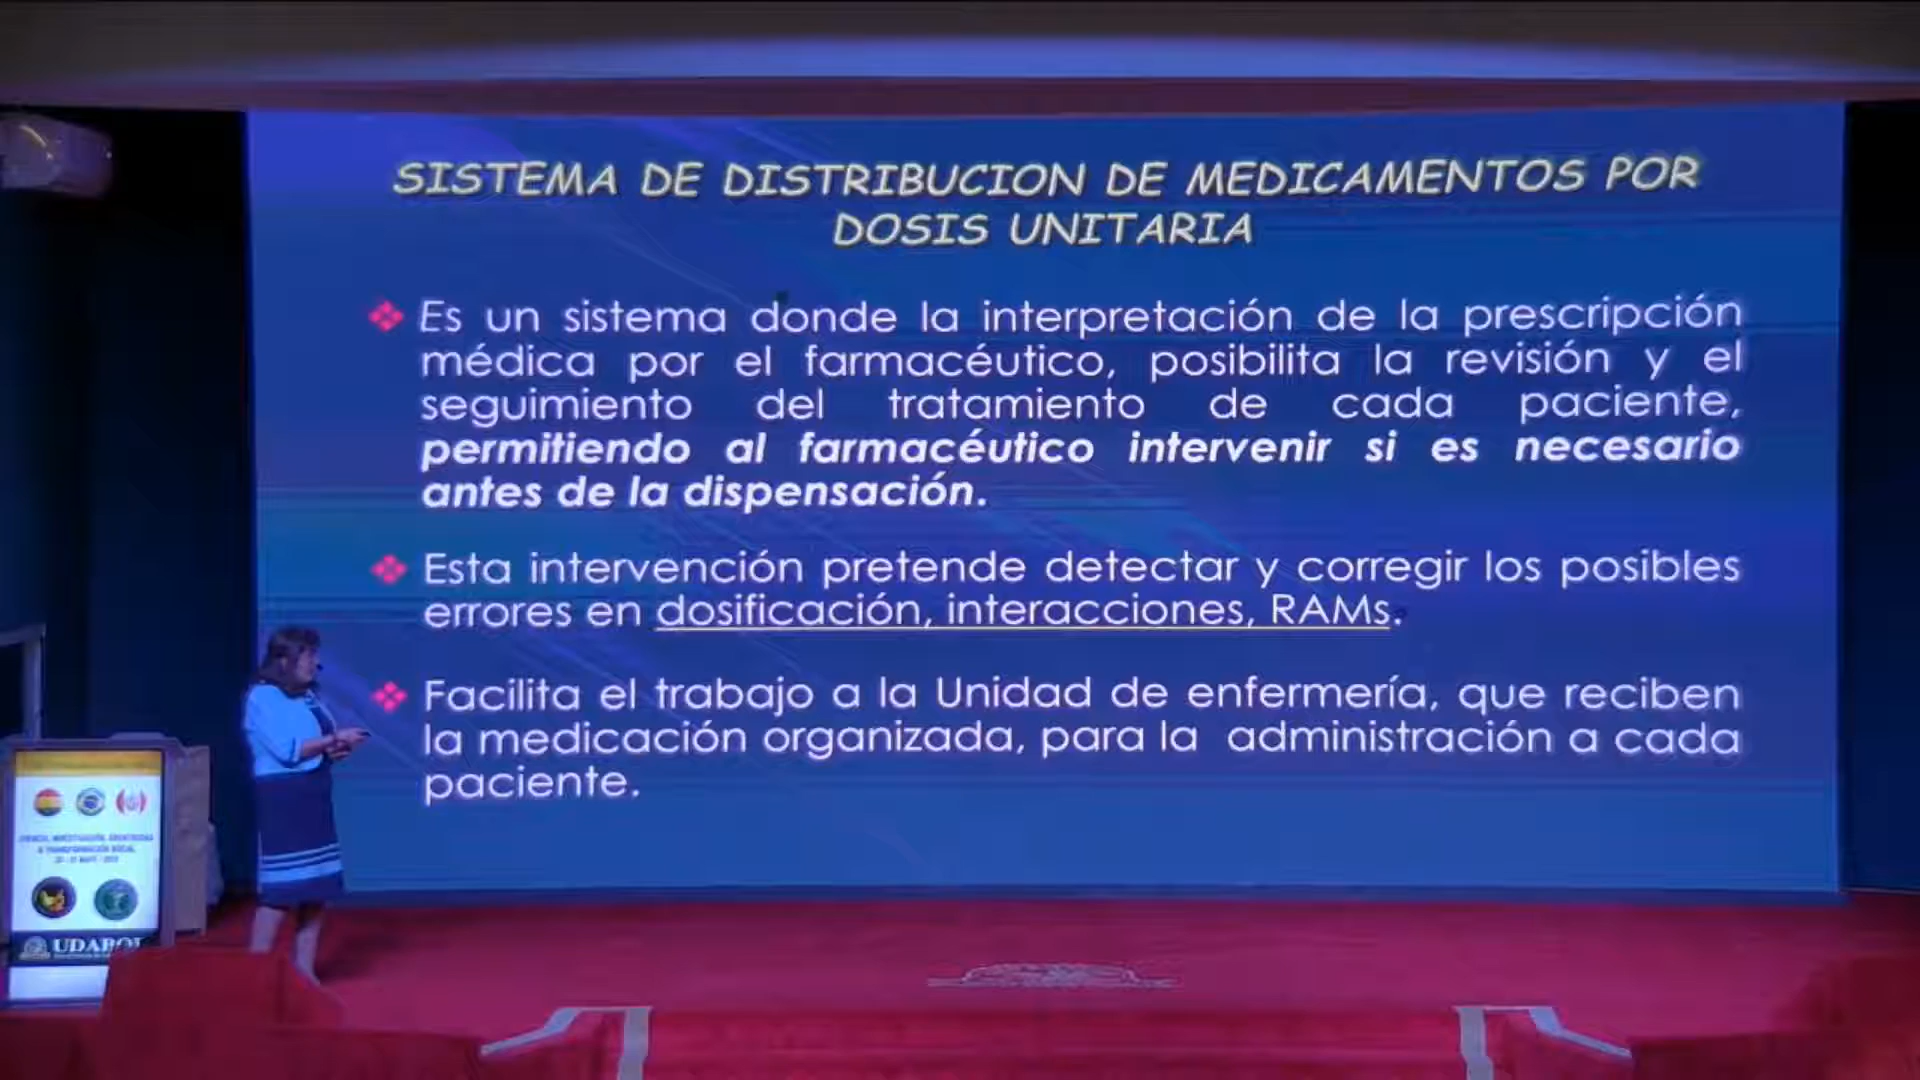 SISTEMA DE DISTRIBUCION DE MEDICAMENTOS POR
DOSIS UNITARIA
Es un sistema donde la interpretación de la prescripción
médica por el farmacéutico, posibilita la revisión y el
seguimiento del tratamiento de cada paciente,
permitiendo al farmacéutico intervenir si es necesario
antes de la dispensación.
Esta intervención pretende detectar y corregir los posibles
errores en dosificación, interacciones, RAMs.
Facilita el trabajo a la Unidad de enfermería, que reciben
la medicación organizada, para la administración a cada
paciente.
UDABOL